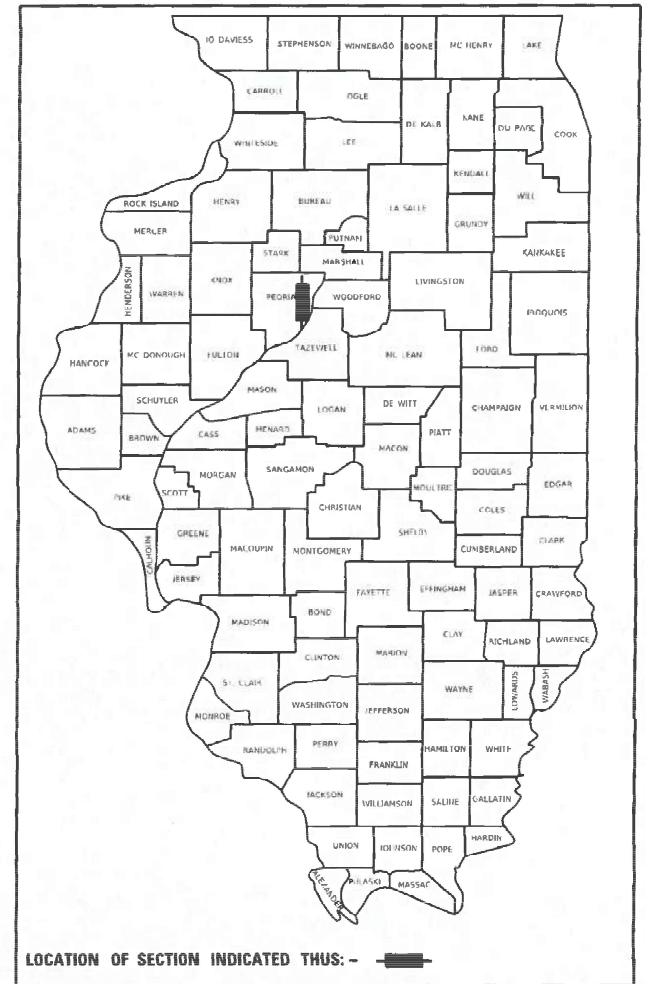 JO DAVIESS STEPHENSON WINNEBAGO BOONE MC HENRY LAKE
CARROLL OGLE
DE KALB KANE DU PAGE COOK
WHITESIDE LEE
KENDALL
ROCK ISLAND HENRY BUREAU LA SALLE WILL
GRUNDY
MERCER PUTNAM
STARK MARSHALL KANKAKEE
HENDERSON WARREN KNOX PEORIA WOODFORD LIVINGSTON
IROQUOIS
HANCOCK MC DONOUGH FULTON TAZEWELL MC LEAN FORD
MASON
SCHUYLER LOGAN DE WITT CHAMPAIGN VERMILION
ADAMS BROWN CASS MENARD MACON PIATT
SANGAMON DOUGLAS
PIKE SCOTT MORGAN CHRISTIAN MOULTRIE COLES EDGAR
GREENE SHELBY
CALHOUN MACOUPIN MONTGOMERY CUMBERLAND CLARK
JERSEY FAYETTE EFFINGHAM JASPER CRAWFORD
MADISON BOND
CLAY RICHLAND LAWRENCE
CLINTON MARION
ST. CLAIR WAYNE EDWARDS WABASH
WASHINGTON JEFFERSON
MONROE
RANDOLPH PERRY HAMILTON WHITE
FRANKLIN
JACKSON WILLIAMSON SALINE GALLATIN
UNION JOHNSON POPE HARDIN
ALEXANDER PULASKI MASSAC
LOCATION OF SECTION INDICATED THUS: -